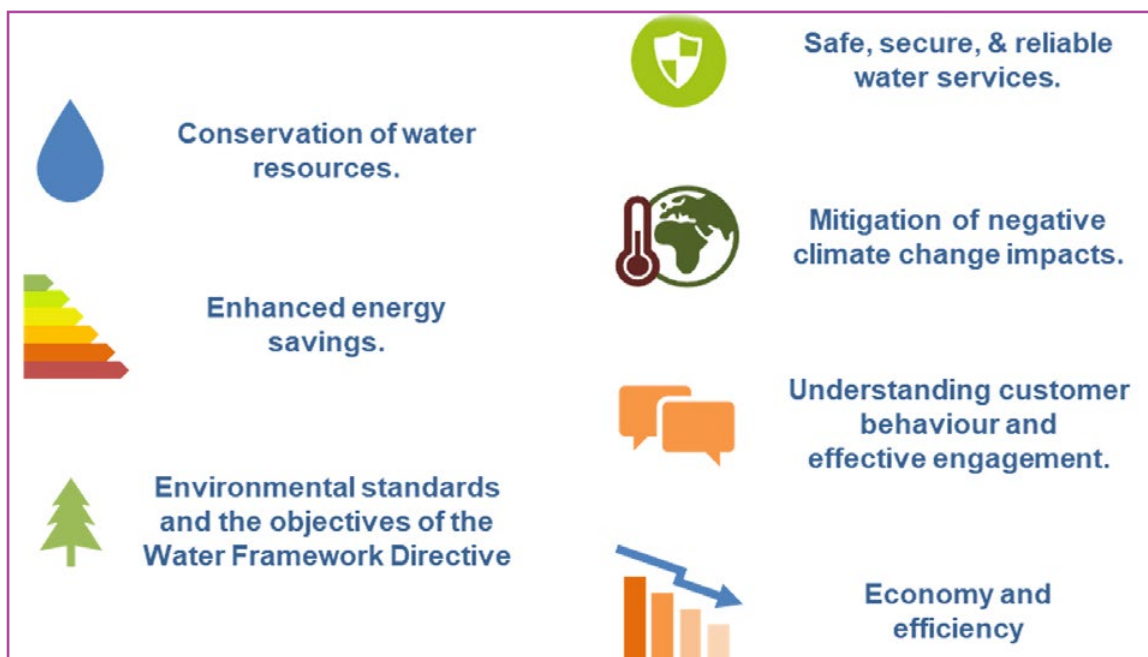 Conservation of water
resources.
Enhanced energy
savings.
Environmental standards
and the objectives of the
Water Framework Directive
Safe, secure, & reliable
water services.
Mitigation of negative
climate change impacts.
Understanding customer
behaviour and
effective engagement.
Economy and
efficiency